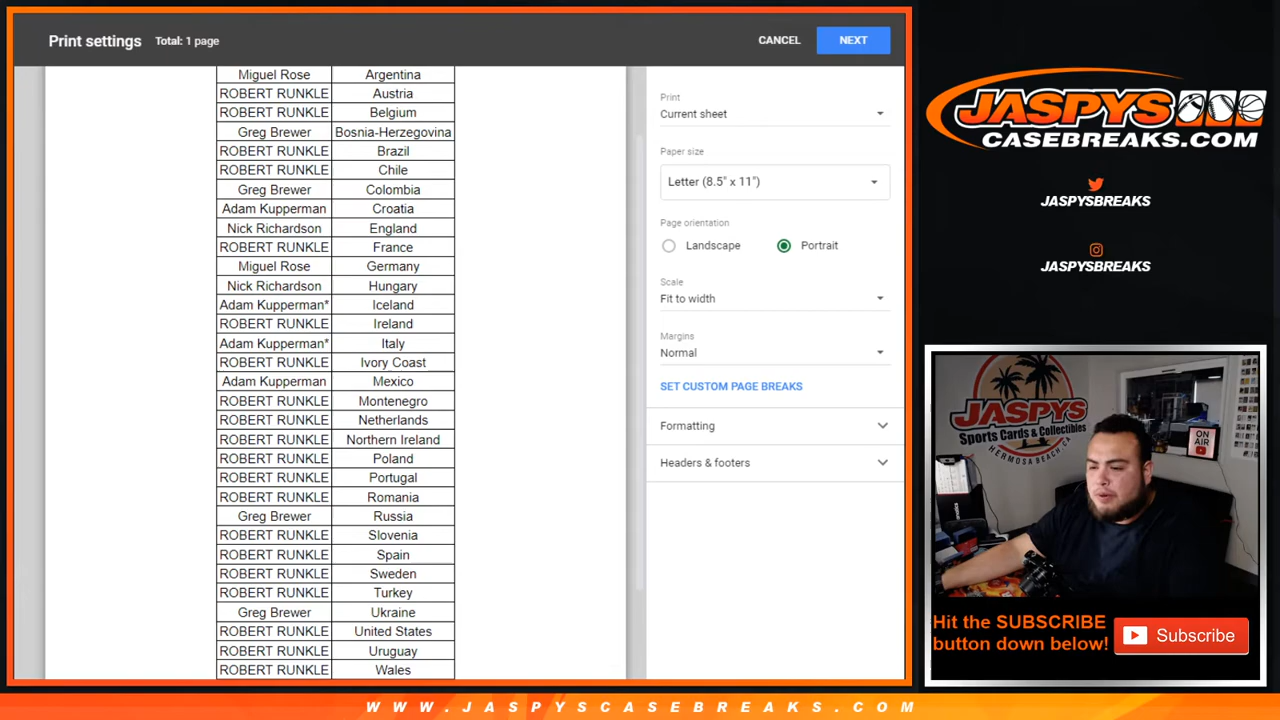 Print settings Total: 1 page CANCEL NEXT
Miguel Rose Argentina
ROBERT RUNKLE Austria
ROBERT RUNKLE Belgium
Greg Brewer Bosnia-Herzegovina
ROBERT RUNKLE Brazil
ROBERT RUNKLE Chile
Greg Brewer Colombia
Adam Kupperman Croatia
Nick Richardson England
ROBERT RUNKLE France
Miguel Rose Germany
Nick Richardson Hungary
Adam Kupperman* Iceland
ROBERT RUNKLE Ireland
Adam Kupperman* Italy
ROBERT RUNKLE Ivory Coast
Adam Kupperman Mexico
ROBERT RUNKLE Montenegro
ROBERT RUNKLE Netherlands
ROBERT RUNKLE Northern Ireland
ROBERT RUNKLE Poland
ROBERT RUNKLE Portugal
ROBERT RUNKLE Romania
Greg Brewer Russia
ROBERT RUNKLE Slovenia
ROBERT RUNKLE Spain
ROBERT RUNKLE Sweden
ROBERT RUNKLE Turkey
Greg Brewer Ukraine
ROBERT RUNKLE United States
ROBERT RUNKLE Uruguay
ROBERT RUNKLE Wales
Print
Current sheet
Paper size
Letter (8.5" x 11")
Page orientation
Landscape Portrait
Scale
Fit to width
Margins
Normal
SET CUSTOM PAGE BREAKS
Formatting
Headers & footers
JASPYS
CASEBREAKS.COM
JASPYSBREAKS
JASPYSBREAKS
JASPYS
Sports Cards & Collectibles
HERMOSA BEACH, CA
ON AIR
Hit the SUBSCRIBE
button down below!
Subscribe
WWW.JASPYSCASEBREAKS.COM